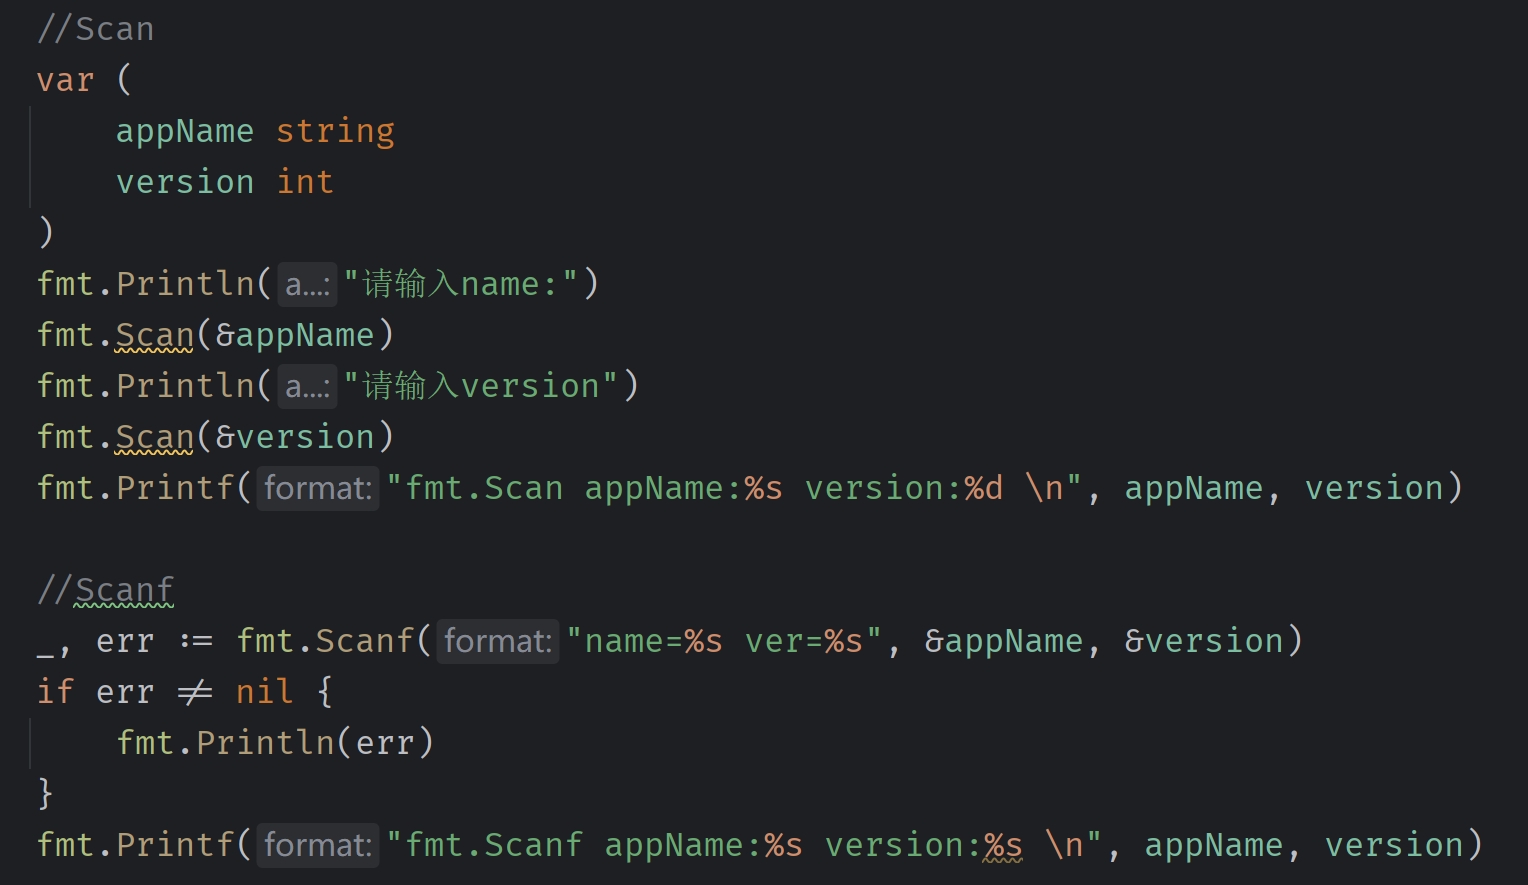 //Scan
var (
    appName string
    version int
)
fmt.Println(a...:"请输入name:")
fmt.Scan(&appName)
fmt.Println(a...:"请输入version")
fmt.Scan(&version)
fmt.Printf(format:"fmt.Scan appName:%s version:%d \n", appName, version)

//Scanf
_, err := fmt.Scanf(format:"name=%s ver=%s", &appName, &version)
if err != nil {
    fmt.Println(err)
}
fmt.Printf(format:"fmt.Scanf appName:%s version:%s \n", appName, version)